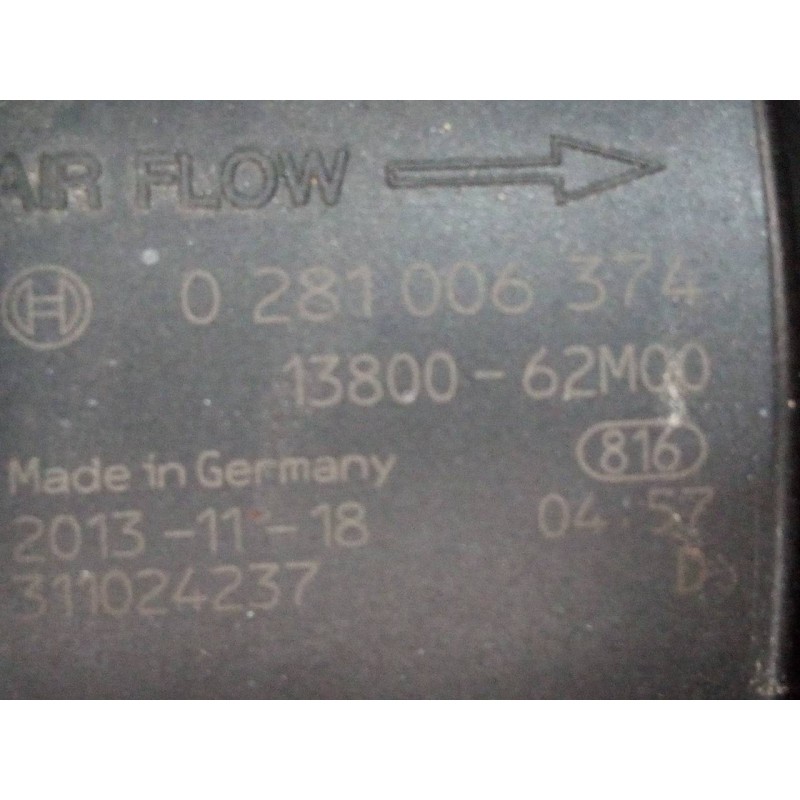 AIR FLOW
0 281 006 374
13800-62M00
816
Made in Germany
2013-11-18 04:57
311024237 D